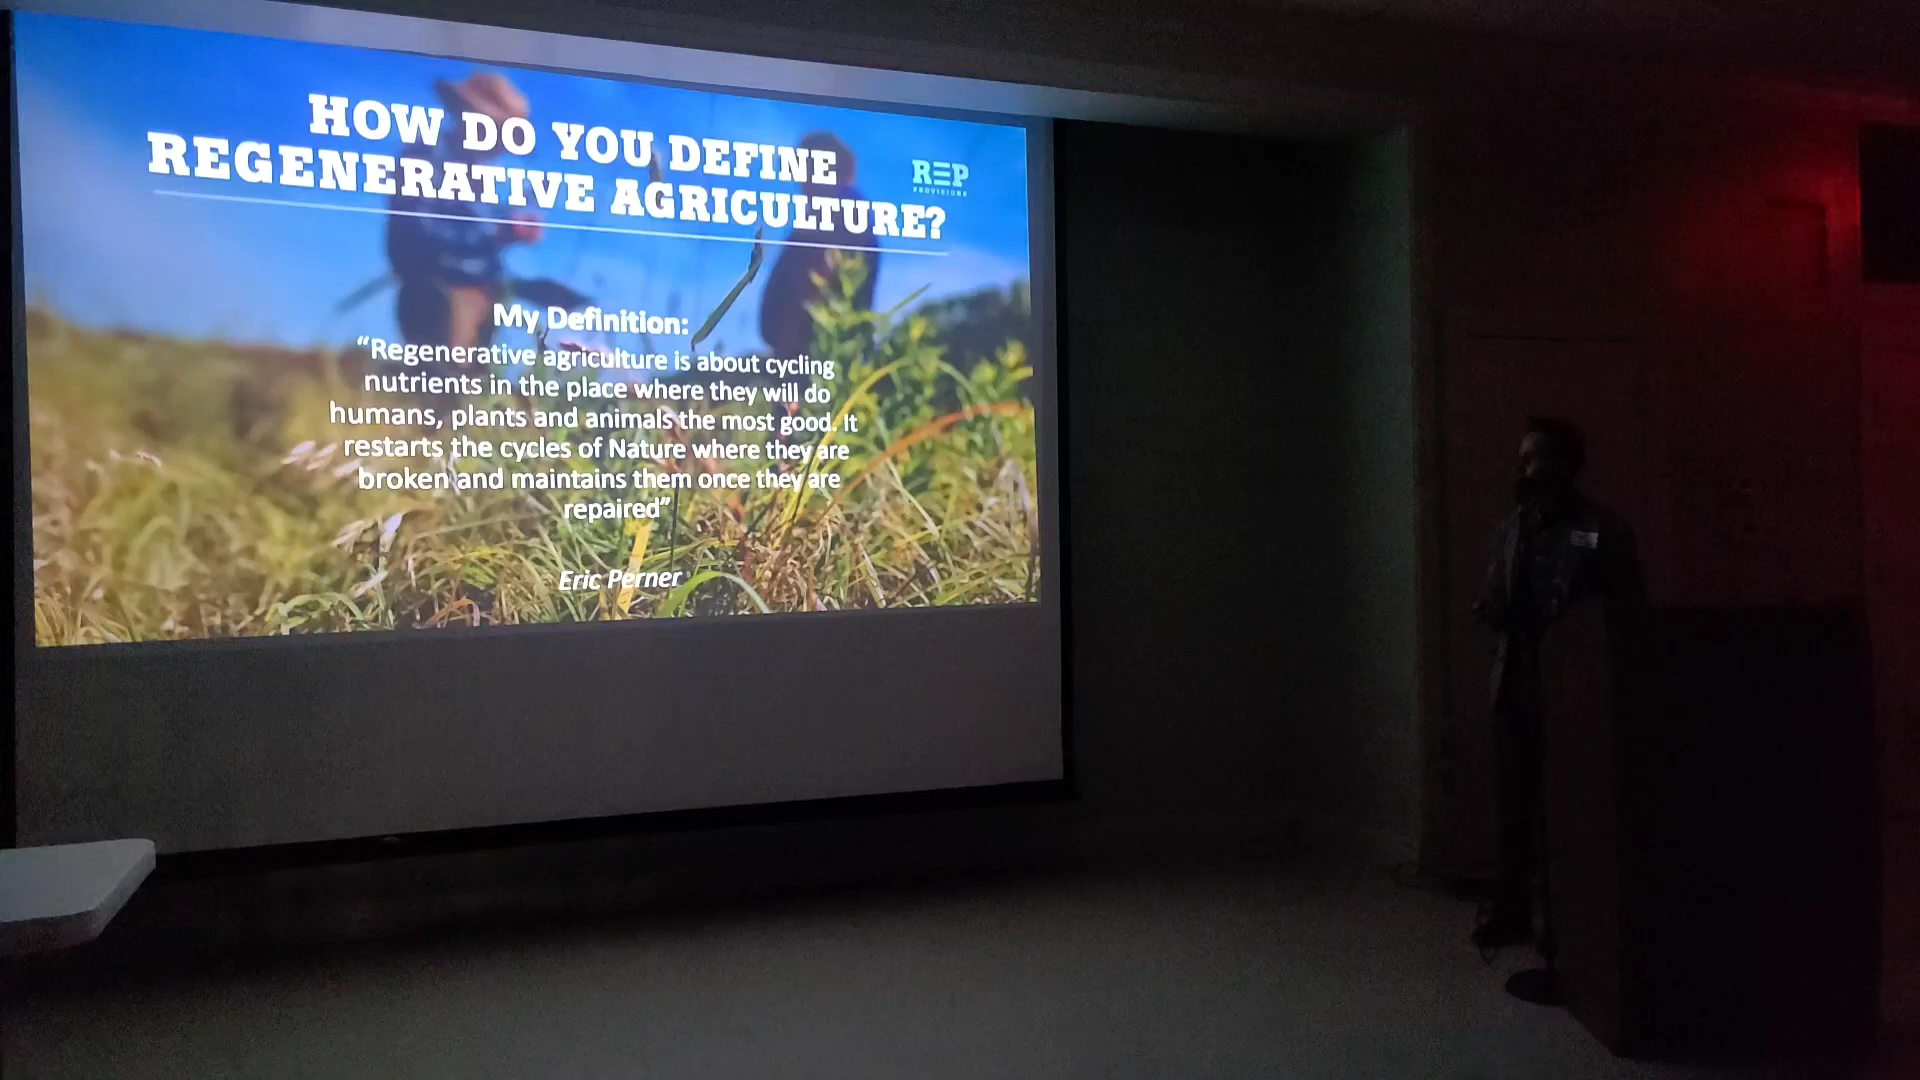 HOW DO YOU DEFINE
REGENERATIVE AGRICULTURE?
REP
PROVISIONS
My Definition:
“Regenerative agriculture is about cycling
nutrients in the place where they will do
humans, plants and animals the most good. It
restarts the cycles of Nature where they are
broken and maintains them once they are
repaired”
Eric Perner